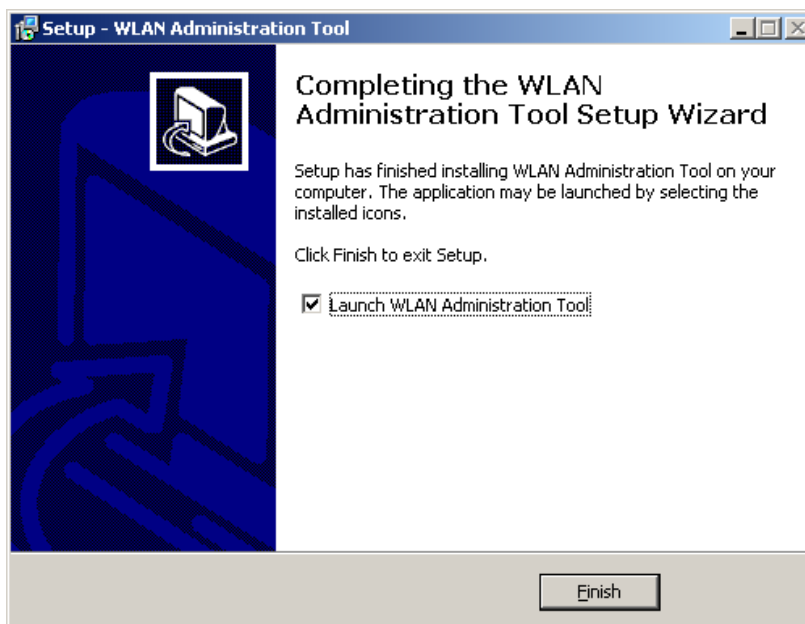 Setup - WLAN Administration Tool
Completing the WLAN
Administration Tool Setup Wizard
Setup has finished installing WLAN Administration Tool on your
computer. The application may be launched by selecting the
installed icons.
Click Finish to exit Setup.
Launch WLAN Administration Tool
Finish